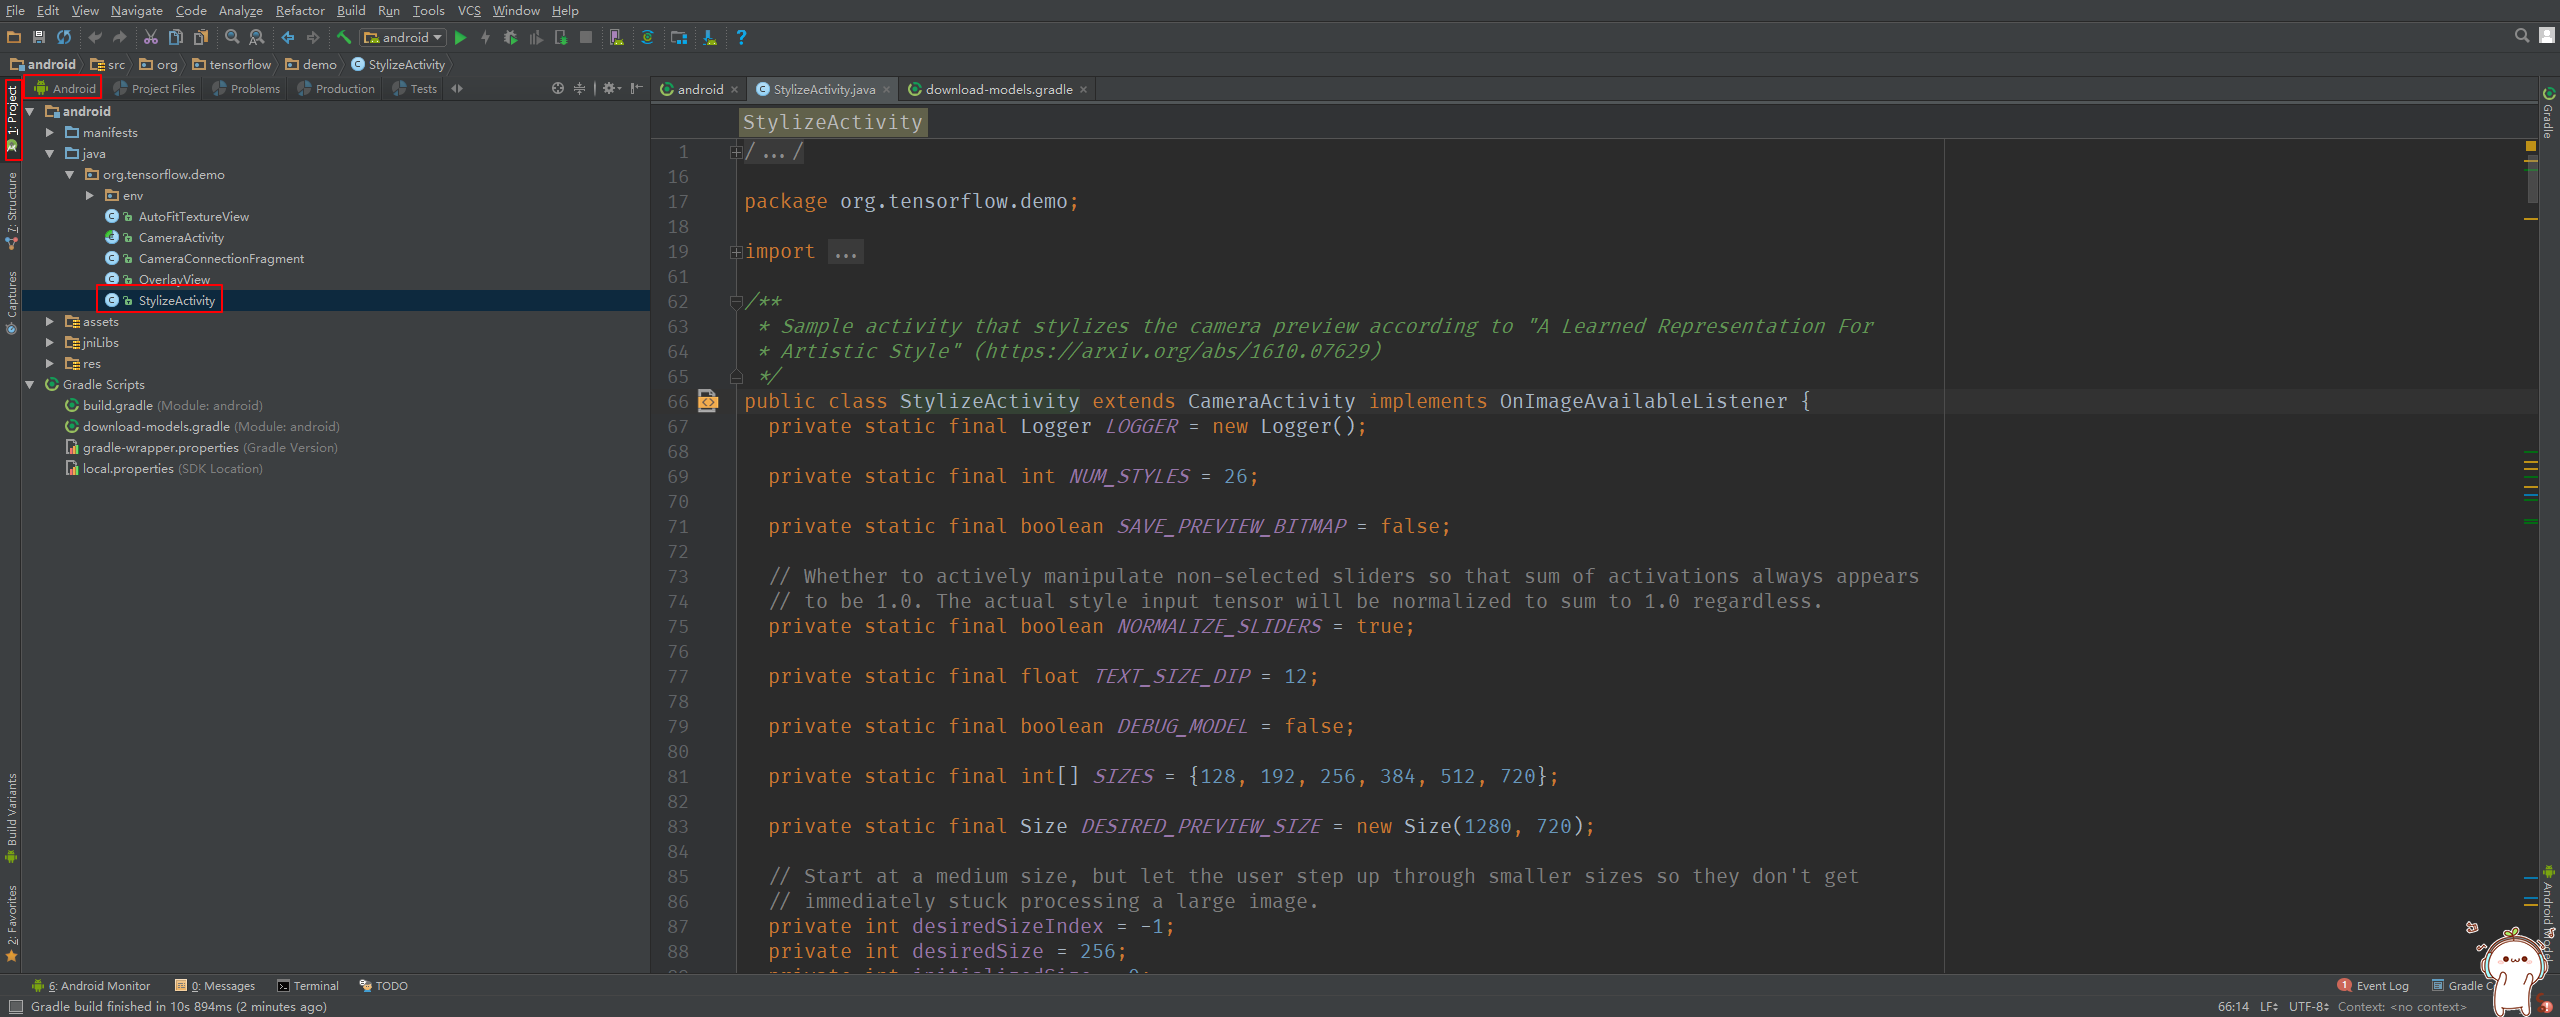 File Edit View Navigate Code Analyze Refactor Build Run Tools VCS Window Help
android
android src org tensorflow demo StylizeActivity
Android Project Files Problems Production Tests
android StylizeActivity.java download-models.gradle
1: Project
7: Structure
Captures
Build Variants
2: Favorites
android
manifests
java
org.tensorflow.demo
env
AutoFitTextureView
CameraActivity
CameraConnectionFragment
OverlayView
StylizeActivity
assets
jniLibs
res
Gradle Scripts
build.gradle (Module: android)
download-models.gradle (Module: android)
gradle-wrapper.properties (Gradle Version)
local.properties (SDK Location)
StylizeActivity
1 /.../
16
17 package org.tensorflow.demo;
18
19 import ...
61
62 /**
63 * Sample activity that stylizes the camera preview according to "A Learned Representation For
64 * Artistic Style" (https://arxiv.org/abs/1610.07629)
65 */
66 public class StylizeActivity extends CameraActivity implements OnImageAvailableListener {
67 private static final Logger LOGGER = new Logger();
68
69 private static final int NUM_STYLES = 26;
70
71 private static final boolean SAVE_PREVIEW_BITMAP = false;
72
73 // Whether to actively manipulate non-selected sliders so that sum of activations always appears
74 // to be 1.0. The actual style input tensor will be normalized to sum to 1.0 regardless.
75 private static final boolean NORMALIZE_SLIDERS = true;
76
77 private static final float TEXT_SIZE_DIP = 12;
78
79 private static final boolean DEBUG_MODEL = false;
80
81 private static final int[] SIZES = {128, 192, 256, 384, 512, 720};
82
83 private static final Size DESIRED_PREVIEW_SIZE = new Size(1280, 720);
84
85 // Start at a medium size, but let the user step up through smaller sizes so they don't get
86 // immediately stuck processing a large image.
87 private int desiredSizeIndex = -1;
88 private int desiredSize = 256;
Gradle
Android Model
6: Android Monitor 0: Messages Terminal TODO
1 Event Log Gradle C
Gradle build finished in 10s 894ms (2 minutes ago)
66:14 LF÷ UTF-8÷ Context: <no context>